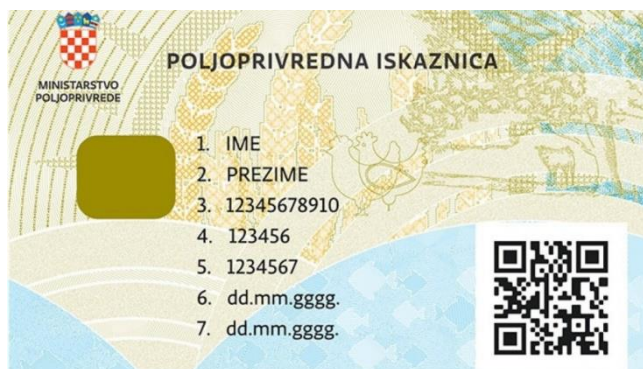 MINISTARSTVO
POLJOPRIVREDE
POLJOPRIVREDNA ISKAZNICA
1. IME
2. PREZIME
3. 12345678910
4. 123456
5. 1234567
6. dd.mm.gggg.
7. dd.mm.gggg.